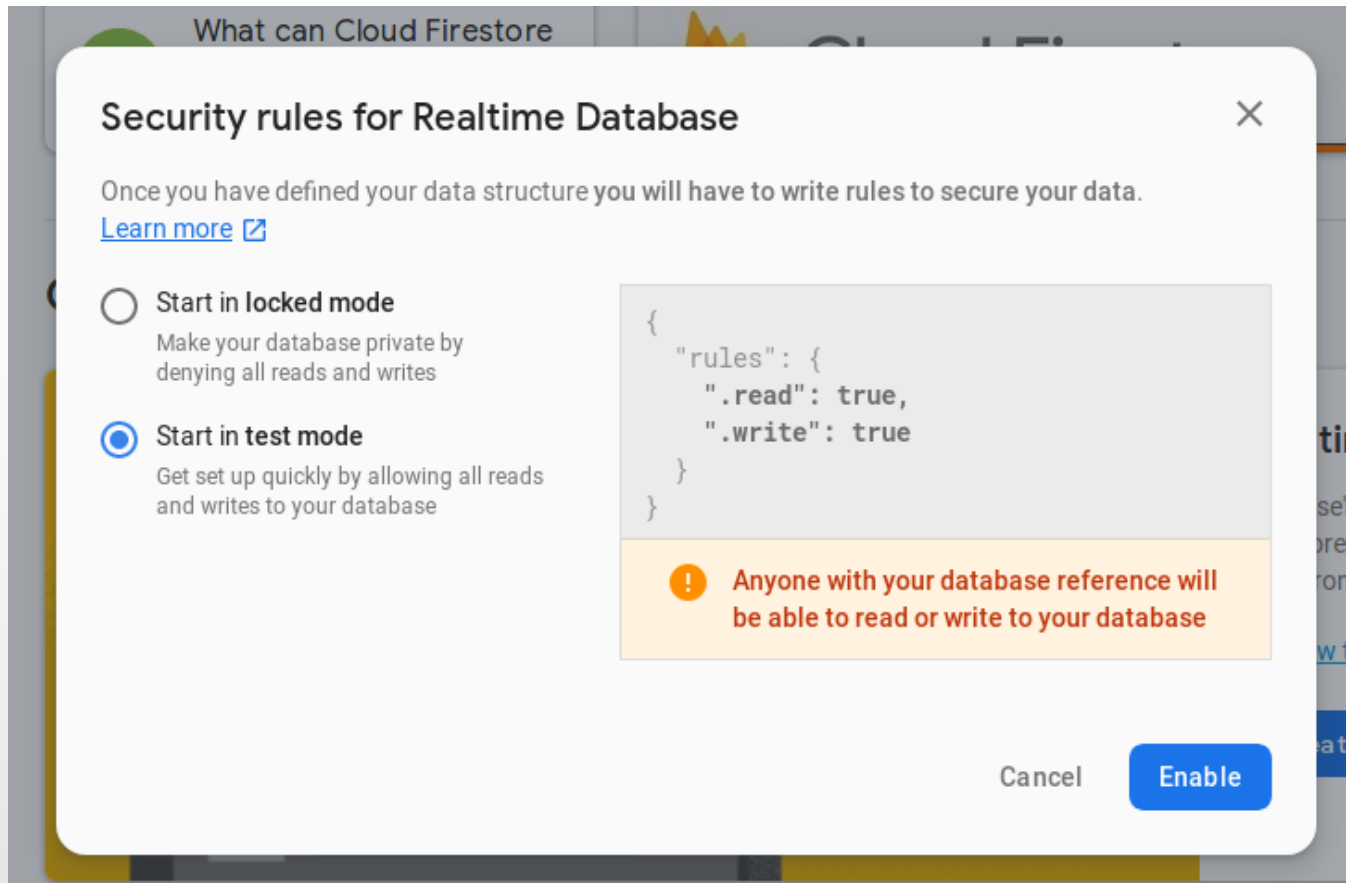 What can Cloud Firestore
Security rules for Realtime Database
Once you have defined your data structure you will have to write rules to secure your data.
Learn more
Start in locked mode
Make your database private by
denying all reads and writes
Start in test mode
Get set up quickly by allowing all reads
and writes to your database
{
"rules": {
".read": true,
".write": true
}
}
Anyone with your database reference will
be able to read or write to your database
Cancel
Enable